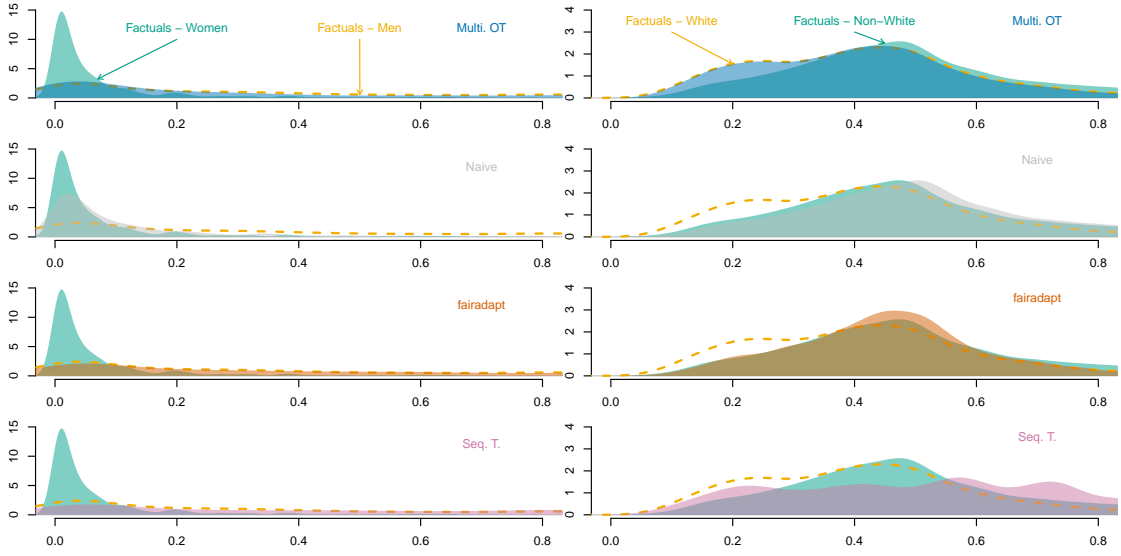 Factuals − Women
Factuals − Men
Multi. OT
0 5 10 15
0.0 0.2 0.4 0.6 0.8
Factuals − White
Factuals − Non−White
Multi. OT
0 1 2 3 4
0.0 0.2 0.4 0.6 0.8
Naive
0 5 10 15
0.0 0.2 0.4 0.6 0.8
Naive
0 1 2 3 4
0.0 0.2 0.4 0.6 0.8
fairadapt
0 5 10 15
0.0 0.2 0.4 0.6 0.8
fairadapt
0 1 2 3 4
0.0 0.2 0.4 0.6 0.8
Seq. T.
0 5 10 15
0.0 0.2 0.4 0.6 0.8
Seq. T.
0 1 2 3 4
0.0 0.2 0.4 0.6 0.8